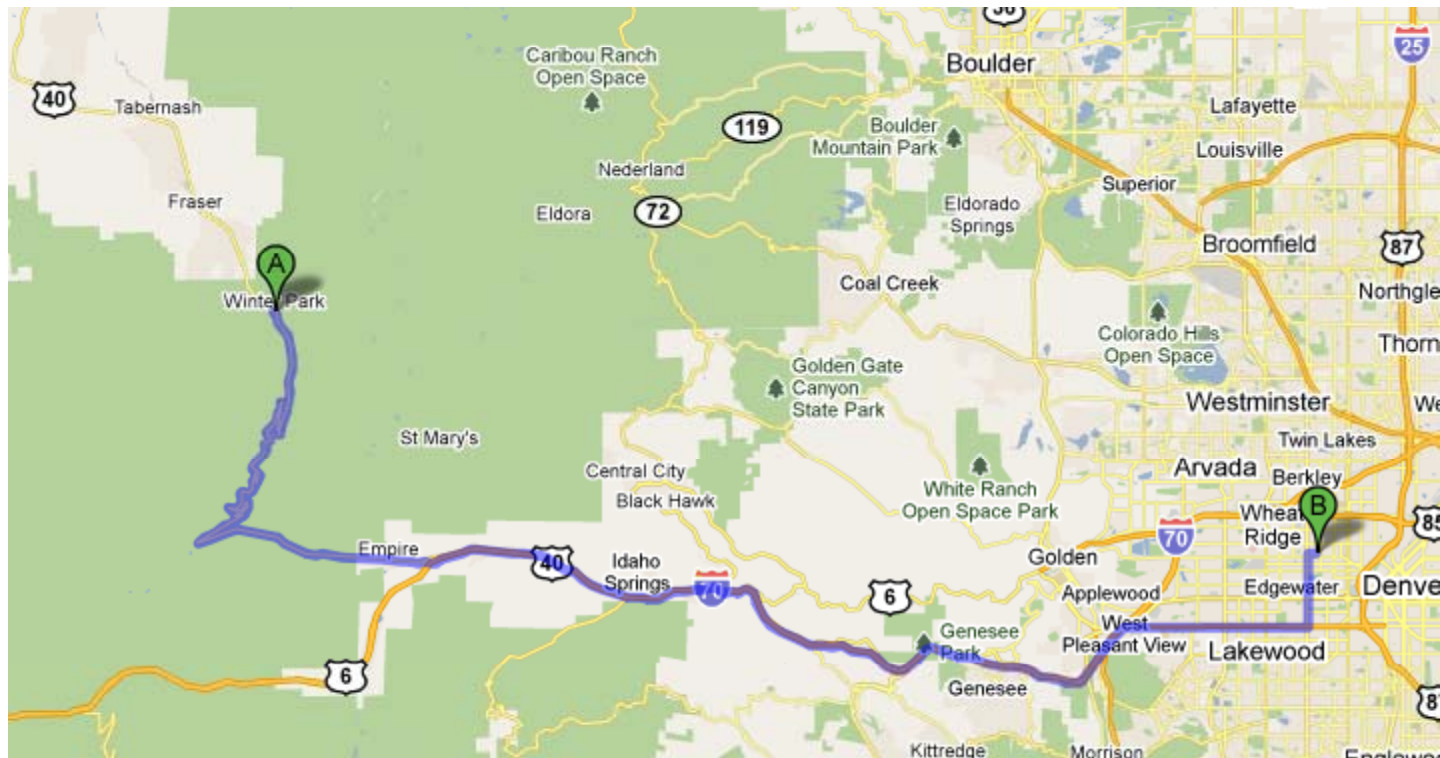 36
Caribou Ranch
Open Space
Boulder
25
40
Tabernash
Lafayette
119
Boulder
Mountain Park
Louisville
Nederland
Superior
Fraser
Eldora
72
Eldorado
Springs
Broomfield
87
A
Winter Park
Coal Creek
Northgle
Colorado Hills
Open Space
Thorn
Golden Gate
Canyon
State Park
Westminster
We
St Mary's
Twin Lakes
Central City
Arvada
Berkley
Black Hawk
White Ranch
Open Space Park
B
Wheat
Ridge
85
70
Empire
Golden
40
Idaho
Springs
70
6
Applewood
Edgewater
Denve
Genesee
Park
West
Pleasant View
Lakewood
6
Genesee
87
Kittredge
Morrison
Englewoo